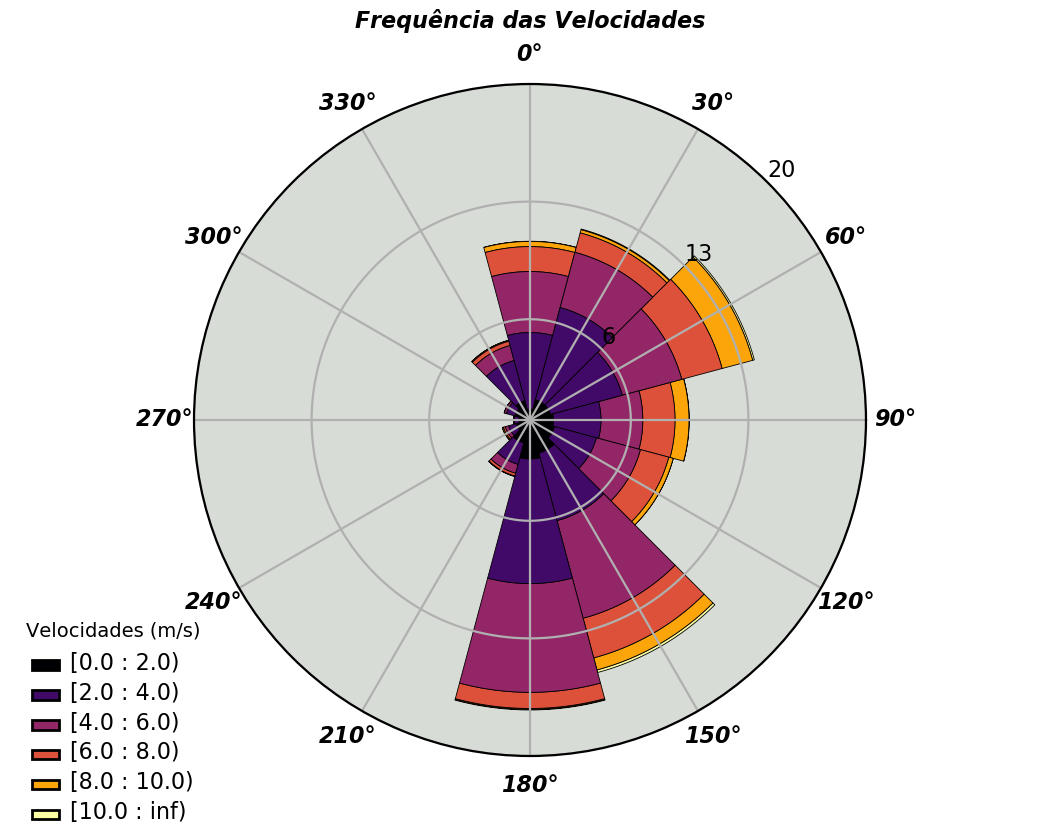 Frequência das Velocidades
0°
330°
30°
20
300°
60°
13
6
270°
90°
240°
120°
210°
150°
180°
Velocidades (m/s)
[0.0 : 2.0)
[2.0 : 4.0)
[4.0 : 6.0)
[6.0 : 8.0)
[8.0 : 10.0)
[10.0 : inf)